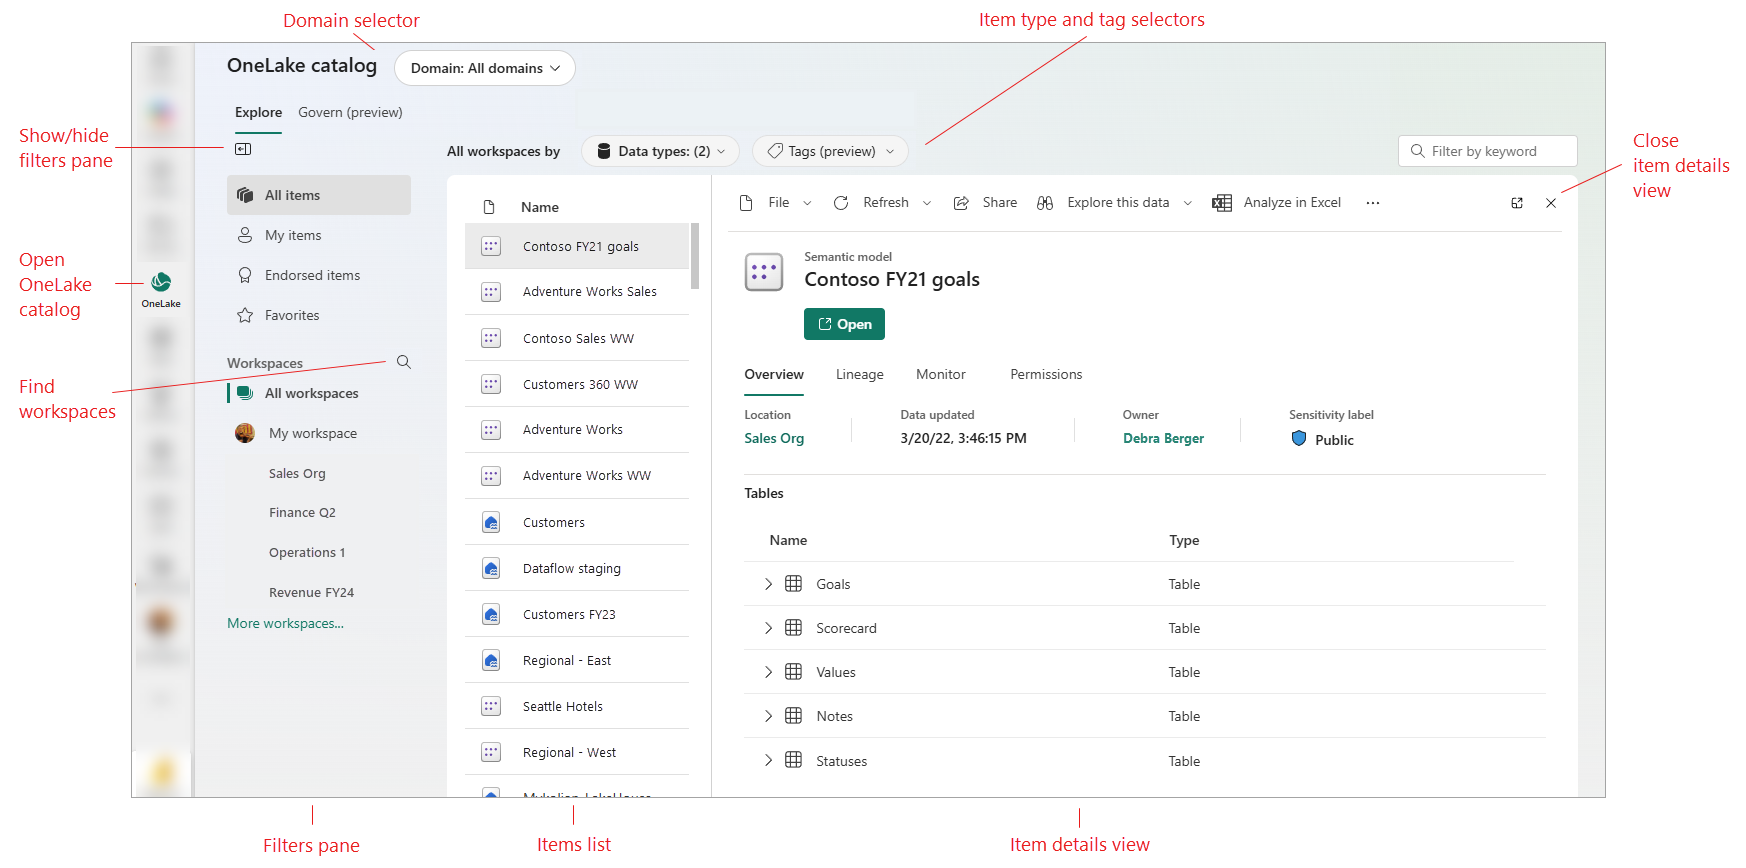 Domain selector
Item type and tag selectors
OneLake catalog
Domain: All domains
Explore
Govern (preview)
Show/hide
filters pane
All workspaces by
Data types: (2)
Tags (preview)
Filter by keyword
Close
item details
view
All items
My items
Endorsed items
Favorites
Open
OneLake
catalog
OneLake
Workspaces
Find
workspaces
All workspaces
My workspace
Sales Org
Finance Q2
Operations 1
Revenue FY24
More workspaces...
Name
Contoso FY21 goals
Adventure Works Sales
Contoso Sales WW
Customers 360 WW
Adventure Works
Adventure Works WW
Customers
Dataflow staging
Customers FY23
Regional - East
Seattle Hotels
Regional - West
File
Refresh
Share
Explore this data
Analyze in Excel
...
Semantic model
Contoso FY21 goals
Open
Overview
Lineage
Monitor
Permissions
Location
Data updated
Owner
Sensitivity label
Sales Org
3/20/22, 3:46:15 PM
Debra Berger
Public
Tables
Name
Type
Goals
Table
Scorecard
Table
Values
Table
Notes
Table
Statuses
Table
Filters pane
Items list
Item details view